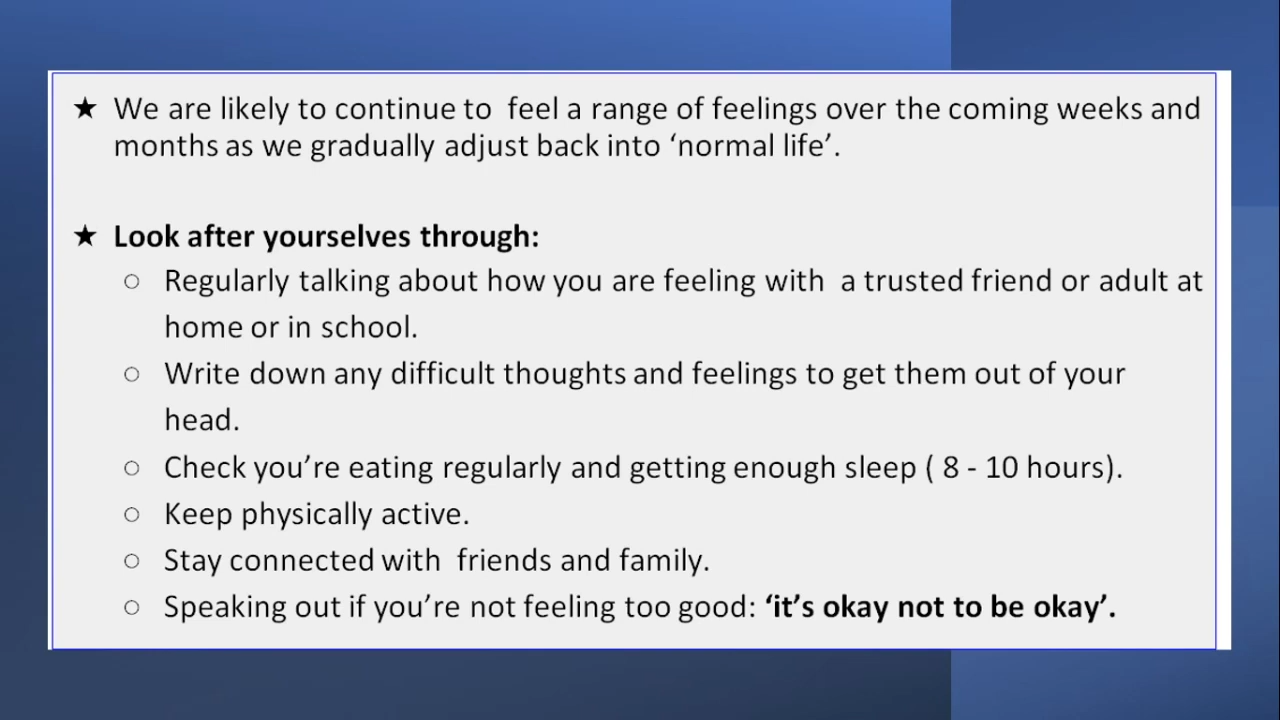 ★ We are likely to continue to  feel a range of feelings over the coming weeks and
months as we gradually adjust back into ‘normal life’.
★ Look after yourselves through:
○ Regularly talking about how you are feeling with  a trusted friend or adult at
home or in school.
○ Write down any difficult thoughts and feelings to get them out of your
head.
○ Check you’re eating regularly and getting enough sleep ( 8 - 10 hours).
○ Keep physically active.
○ Stay connected with  friends and family.
○ Speaking out if you’re not feeling too good: ‘it’s okay not to be okay’.